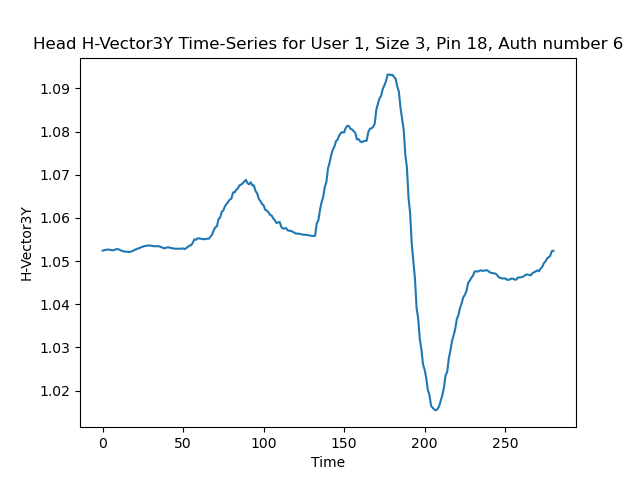 Head H-Vector3Y Time-Series for User 1, Size 3, Pin 18, Auth number 6
1.09
1.08
1.07
1.06
1.05
1.04
1.03
1.02
H-Vector3Y
0 50 100 150 200 250
Time